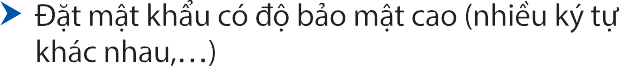 Đặt mật khẩu có độ bảo mật cao (nhiều ký tự
khác nhau,…)